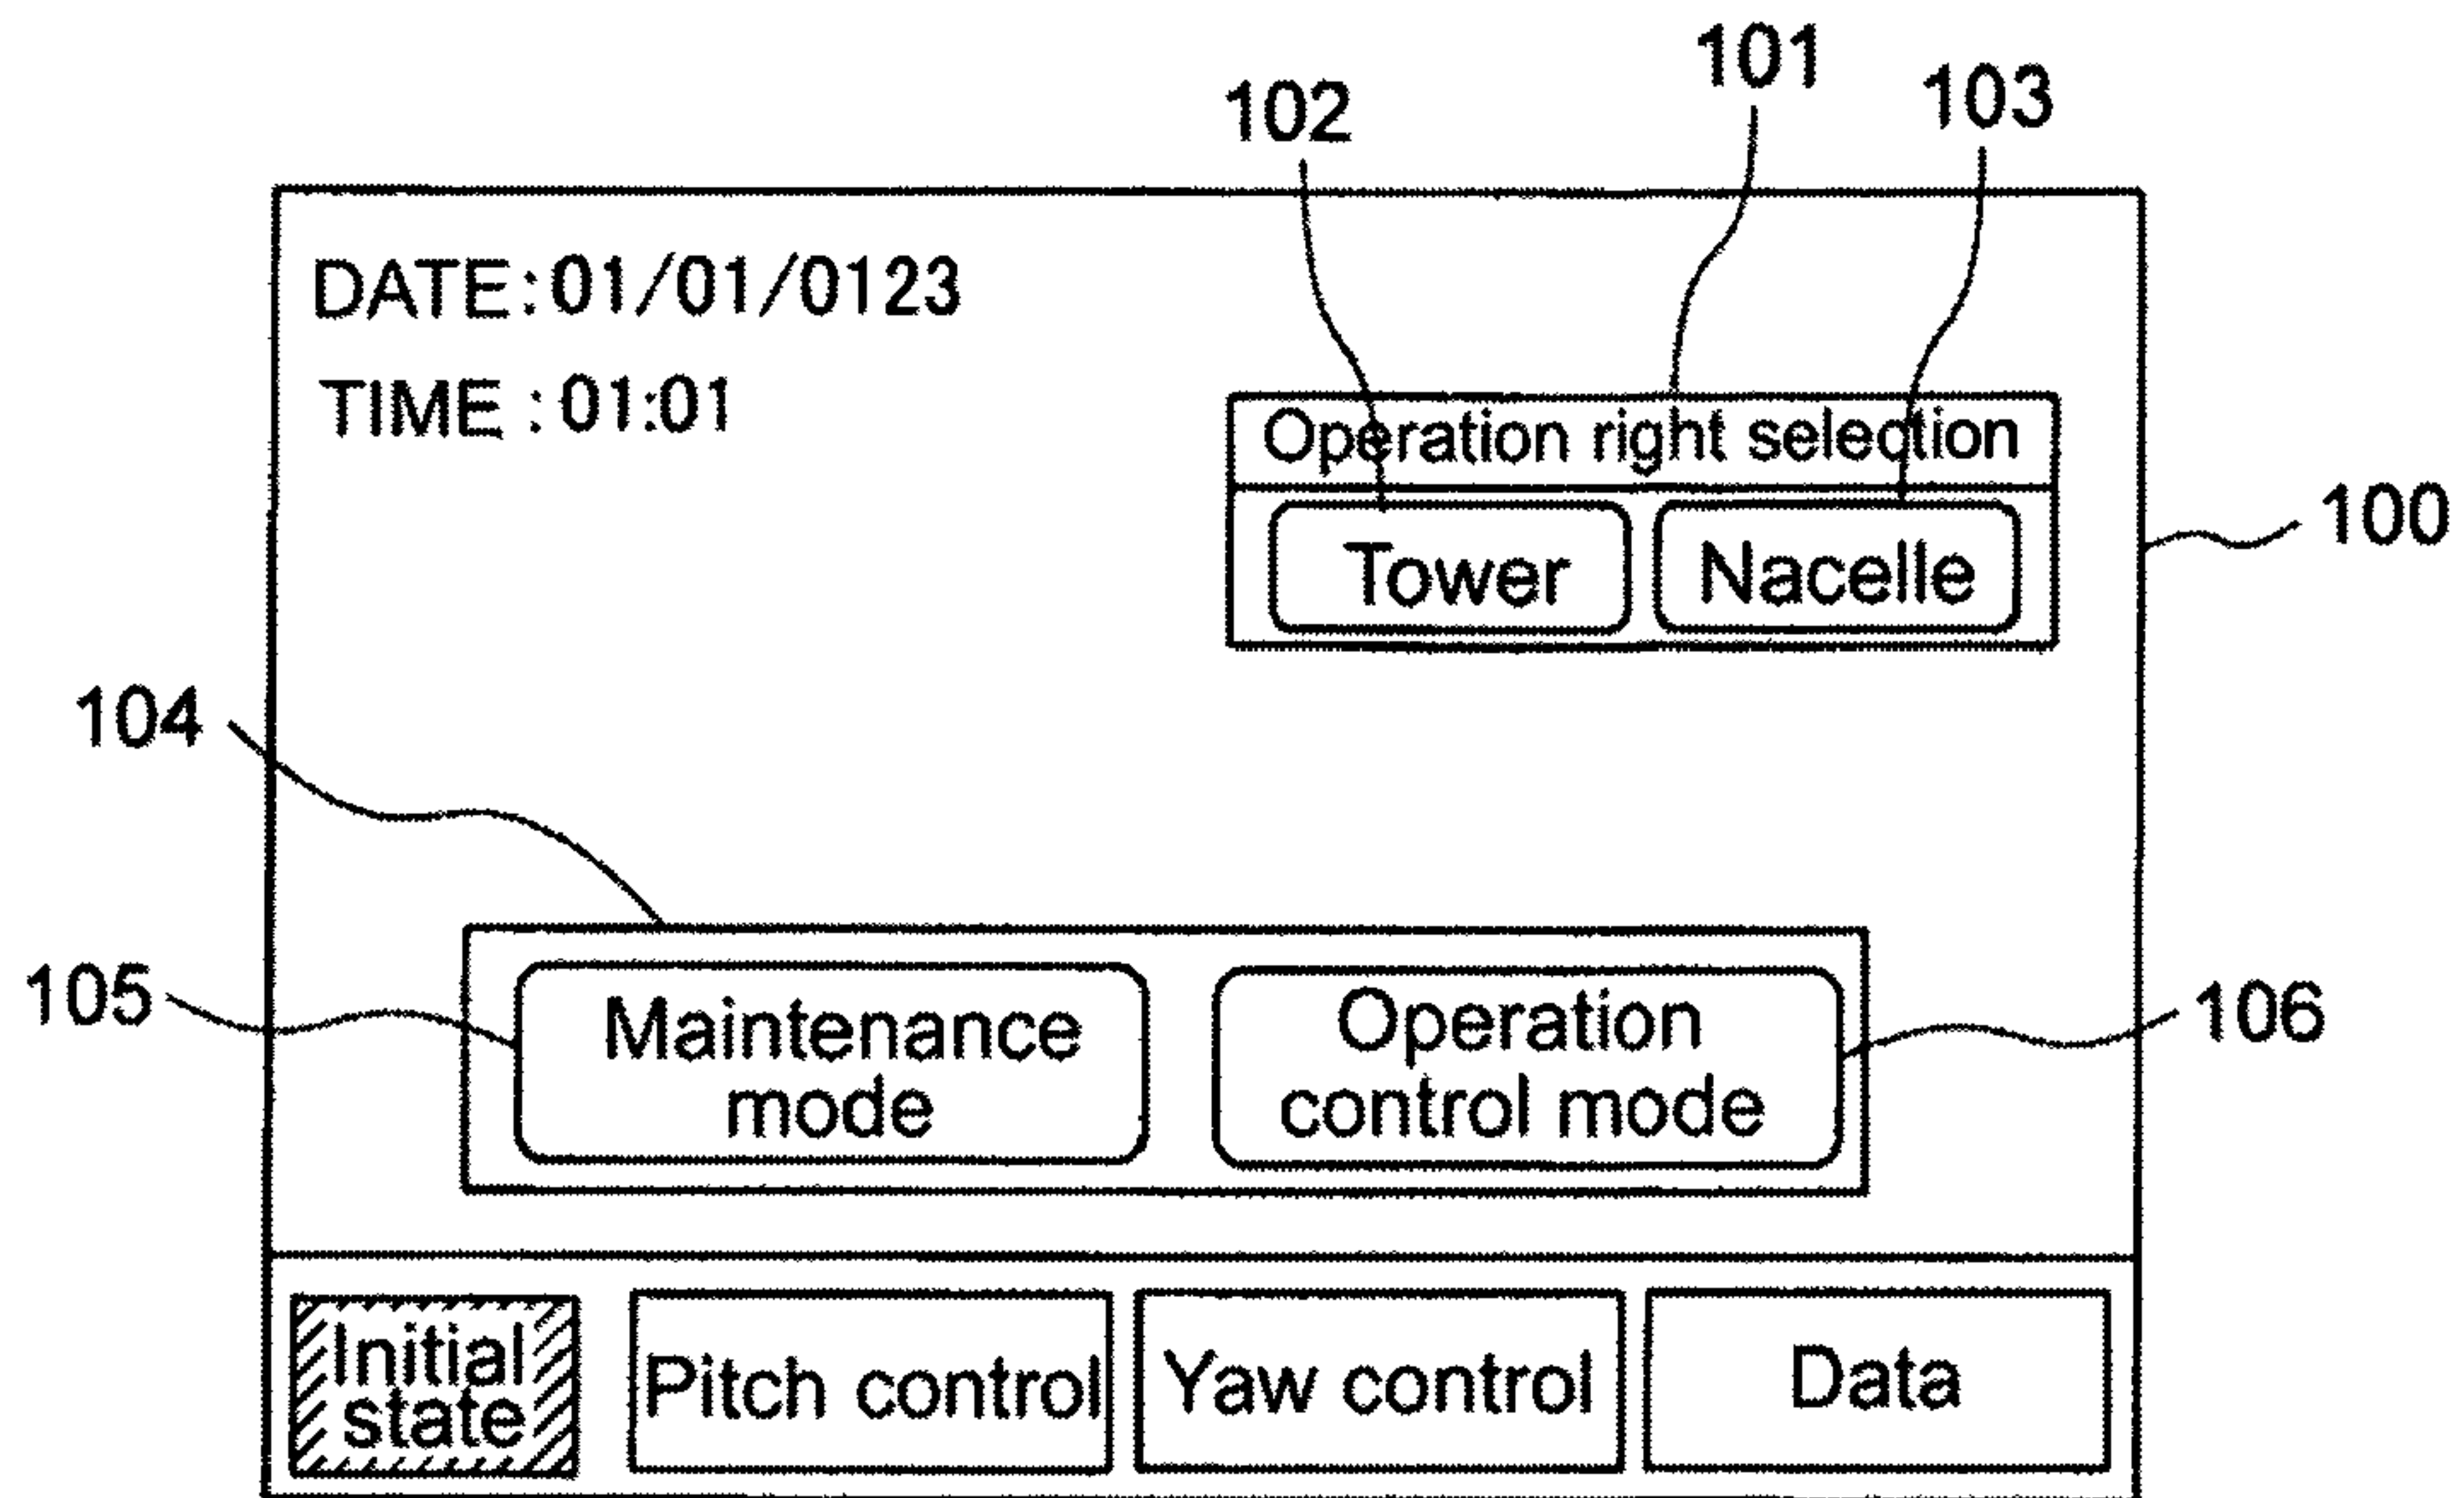 101
102
103
DATE:01/01/0123
TIME :01:01
Operation right selection
Tower
Nacelle
100
104
105
Maintenance
mode
Operation
control mode
106
Initial
state
Pitch control
Yaw control
Data